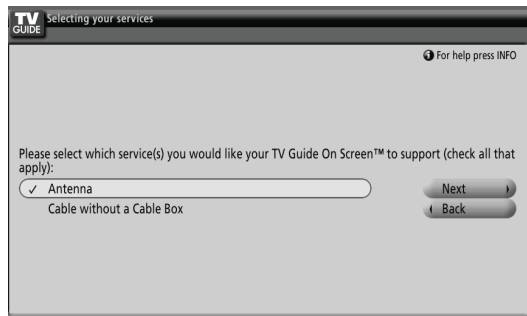 TV
GUIDE
Selecting your services
i For help press INFO
Please select which service(s) you would like your TV Guide On Screen™ to support (check all that
apply):
✓ Antenna
Next
Cable without a Cable Box
Back